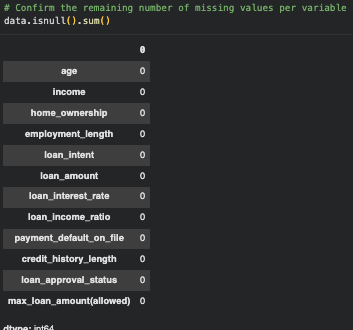 # Confirm the remaining number of missing values per variable
data.isnull().sum()
0
age 0
income 0
home_ownership 0
employment_length 0
loan_intent 0
loan_amount 0
loan_interest_rate 0
loan_income_ratio 0
payment_default_on_file 0
credit_history_length 0
loan_approval_status 0
max_loan_amount(allowed) 0
dtype: int64